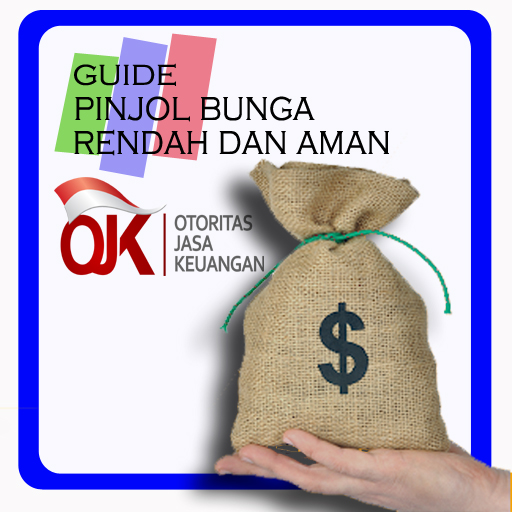 GUIDE
PINJOL BUNGA
RENDAH DAN AMAN
OJK
OTORITAS
JASA
KEUANGAN
$